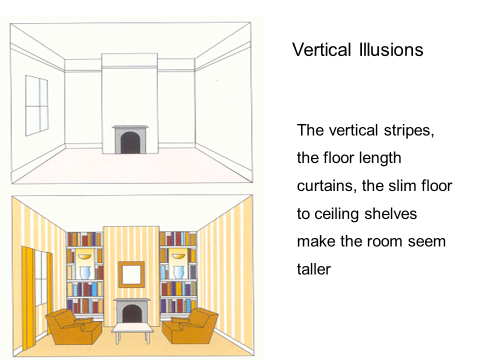 Vertical Illusions
The vertical stripes,
the floor length
curtains, the slim floor
to ceiling shelves
make the room seem
taller